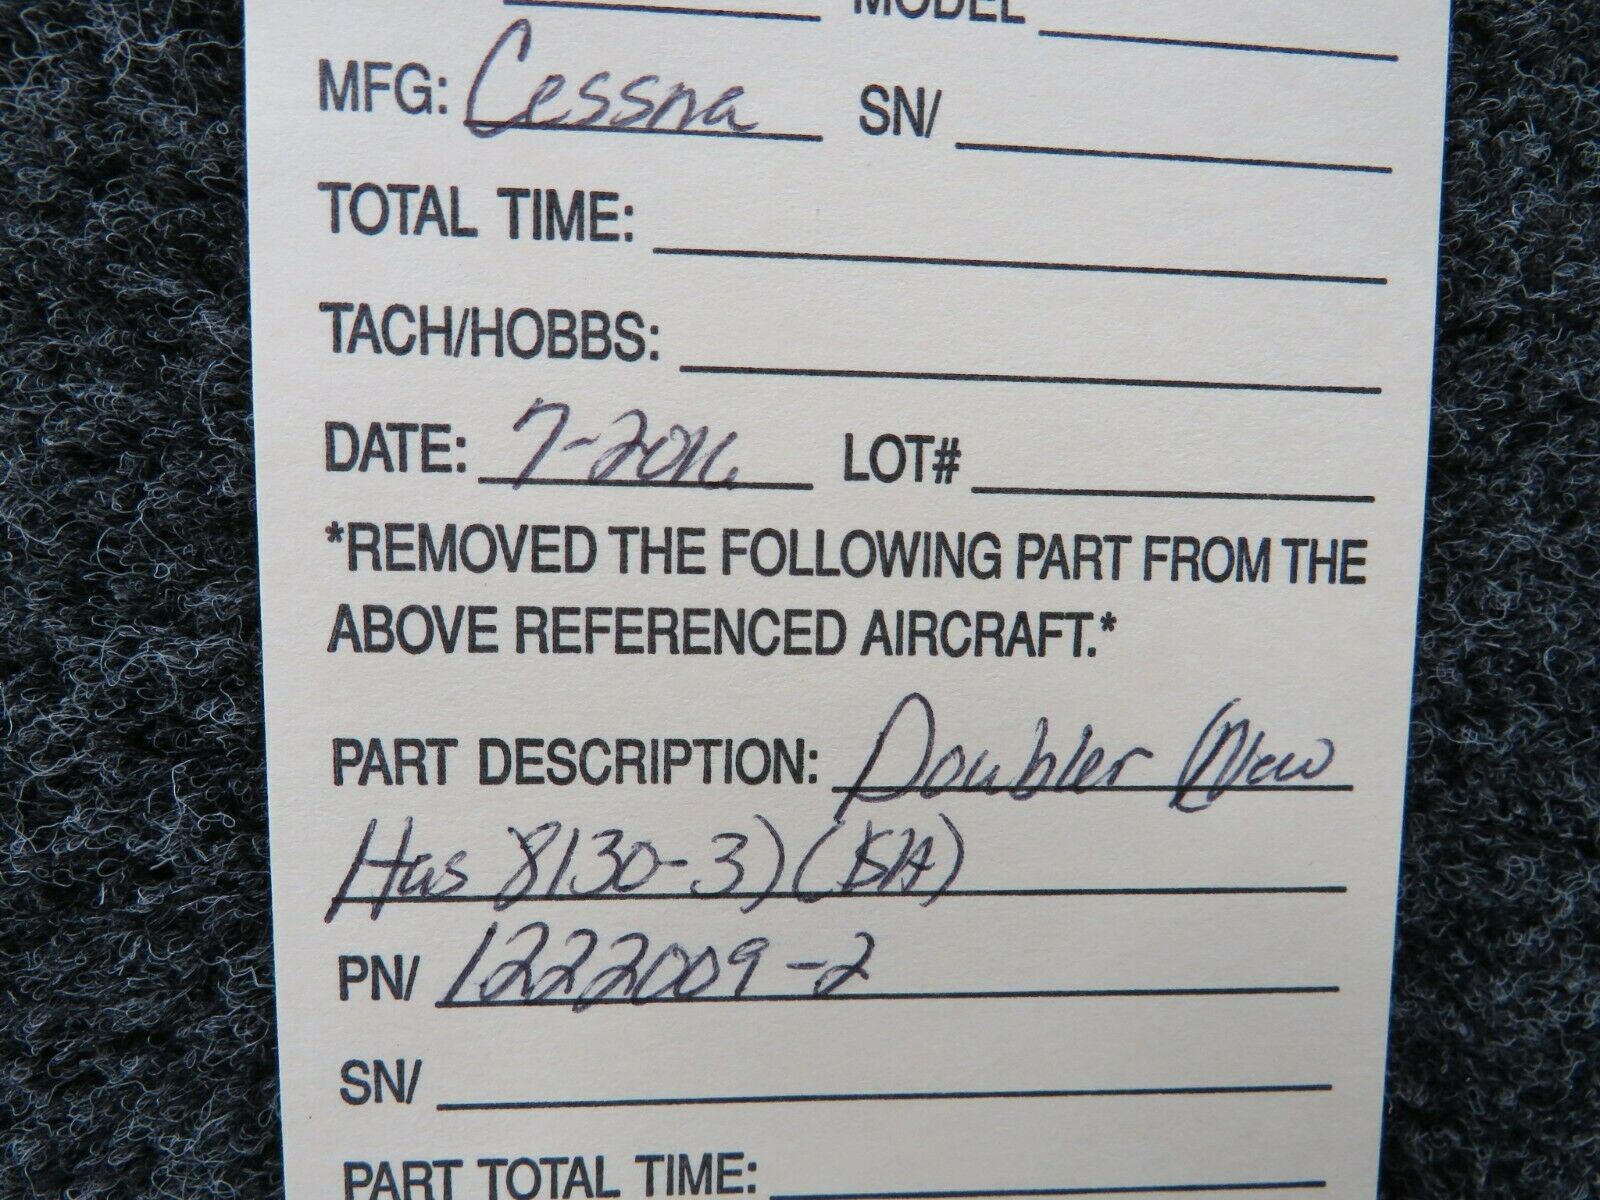 MODEL
MFG: Cessna SN/
TOTAL TIME:
TACH/HOBBS:
DATE: 7-2016 LOT#
*REMOVED THE FOLLOWING PART FROM THE
ABOVE REFERENCED AIRCRAFT.*
PART DESCRIPTION: Doubler (New
Has 8130-3) (SA)
PN/ 1222009-2
SN/
PART TOTAL TIME: